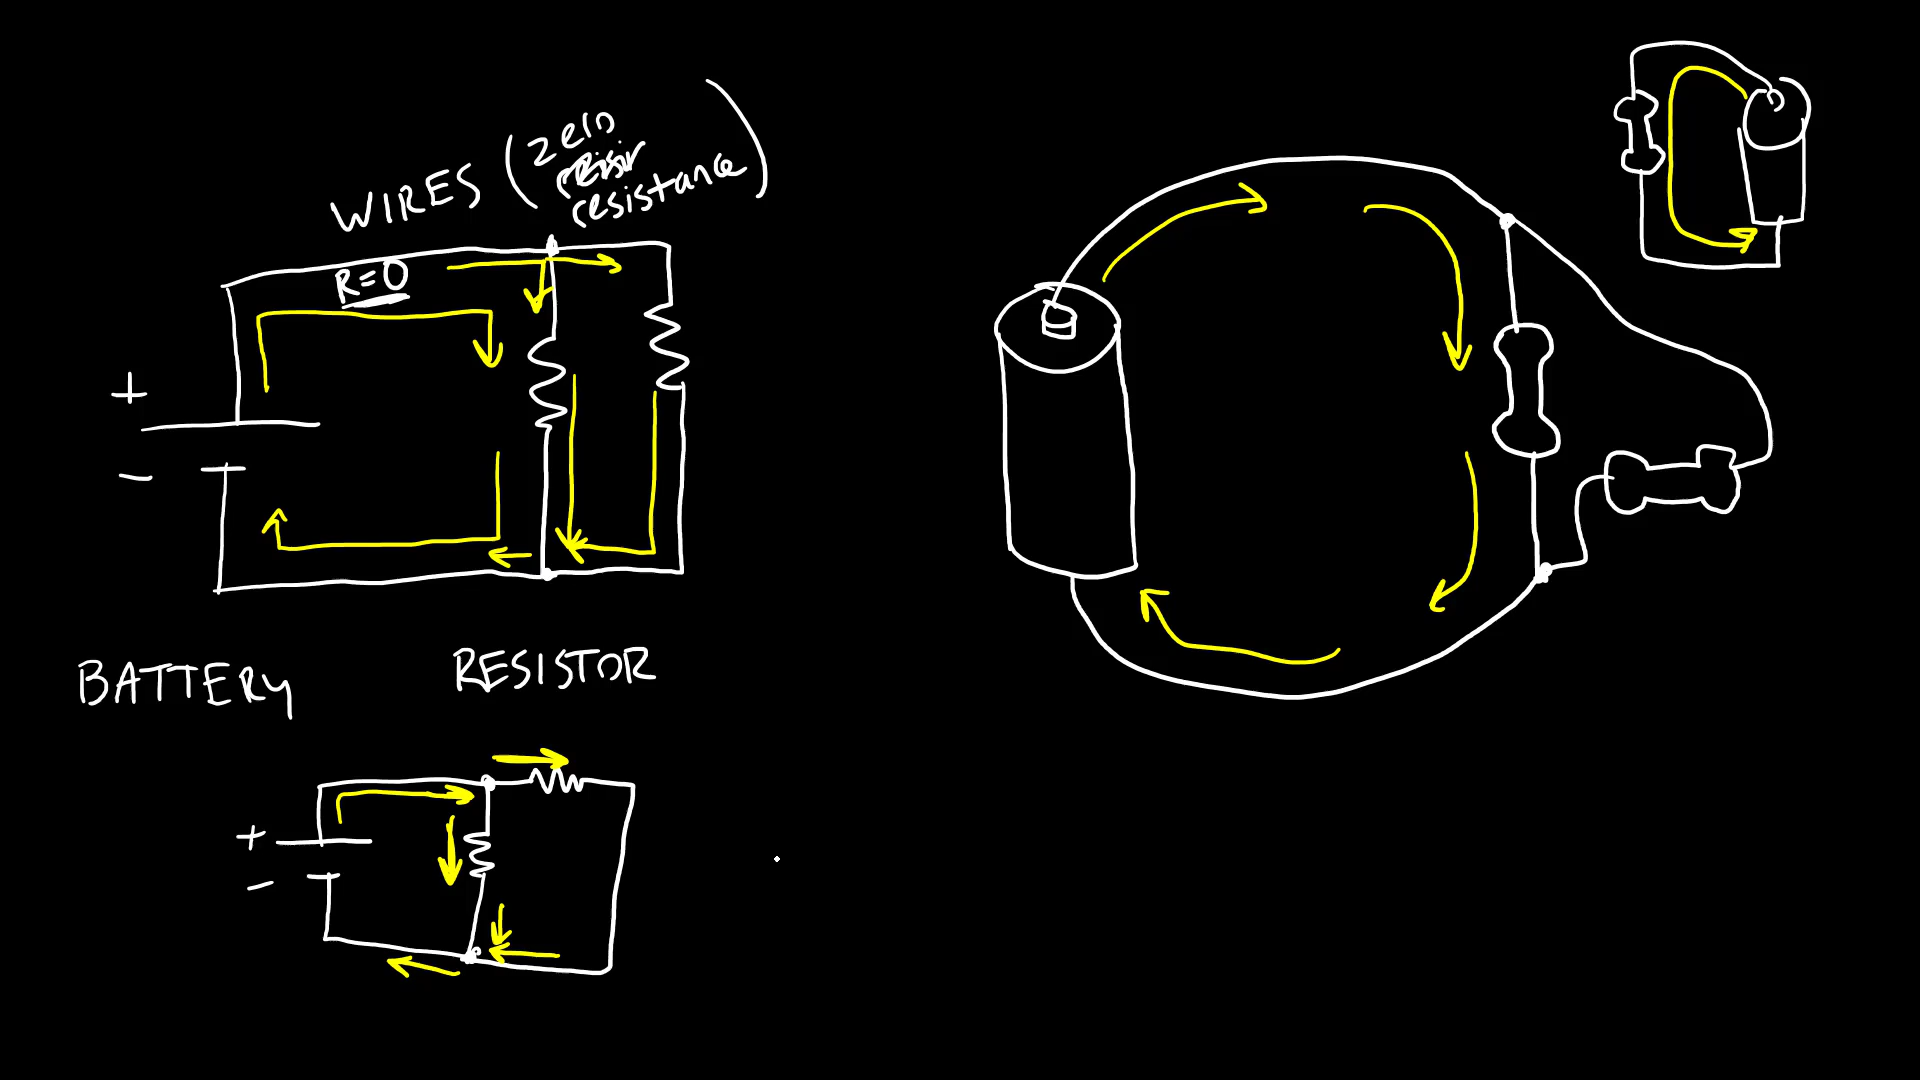 WIRES (zero
resistance)
R=0
+
-
BATTERY
RESISTOR
+
-